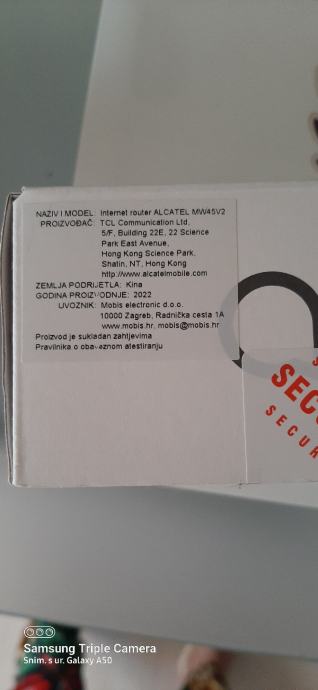 NAZIV I MODEL: Internet router ALCATEL MW45V2
PROIZVOĐAČ: TCL Communication Ltd.
5/F, Building 22E, 22 Science
Park East Avenue,
Hong Kong Science Park,
Shatin, NT, Hong Kong
http://www.alcatelmobile.com
ZEMLJA PODRIJETLA: Kina
GODINA PROIZVODNJE: 2022
UVOZNIK: Mobis electronic d.o.o.
10000 Zagreb, Radnička cesta 1A
www.mobis.hr, mobis@mobis.hr
Proizvod je sukladan zahtjevima
Pravilnika o obaveznom atestiranju
SEC
SECUR
Samsung Triple Camera
Snim. s ur. Galaxy A50